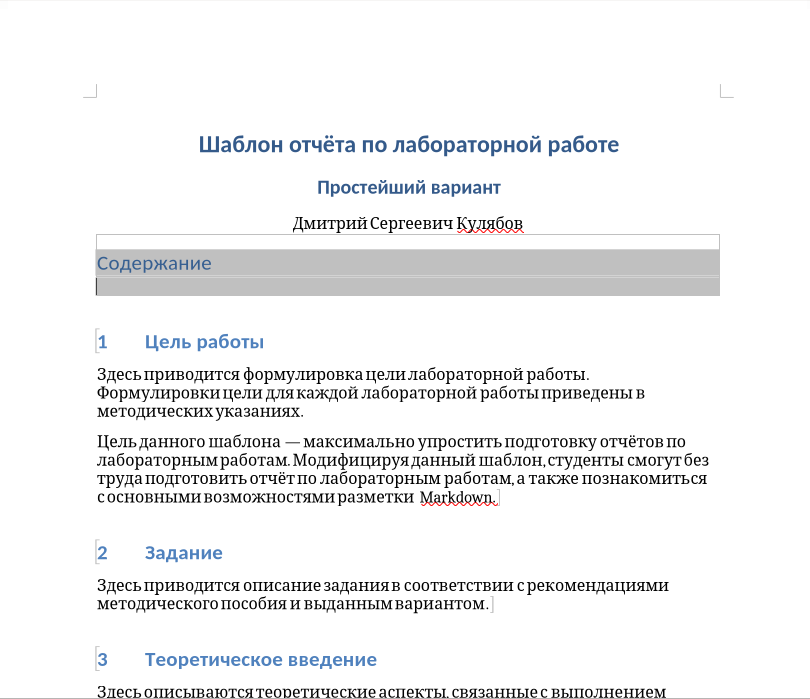 Шаблон отчёта по лабораторной работе
Простейший вариант
Дмитрий Сергеевич Кулябов
Содержание
1 Цель работы
Здесь приводится формулировка цели лабораторной работы.
Формулировки цели для каждой лабораторной работы приведены в
методических указаниях.
Цель данного шаблона — максимально упростить подготовку отчётов по
лабораторным работам. Модифицируя данный шаблон, студенты смогут без
труда подготовить отчёт по лабораторным работам, а также познакомиться
с основными возможностями разметки Markdown.
2 Задание
Здесь приводится описание задания в соответствии с рекомендациями
методического пособия и выданным вариантом.
3 Теоретическое введение
Здесь описываются теоретические аспекты, связанные с выполнением